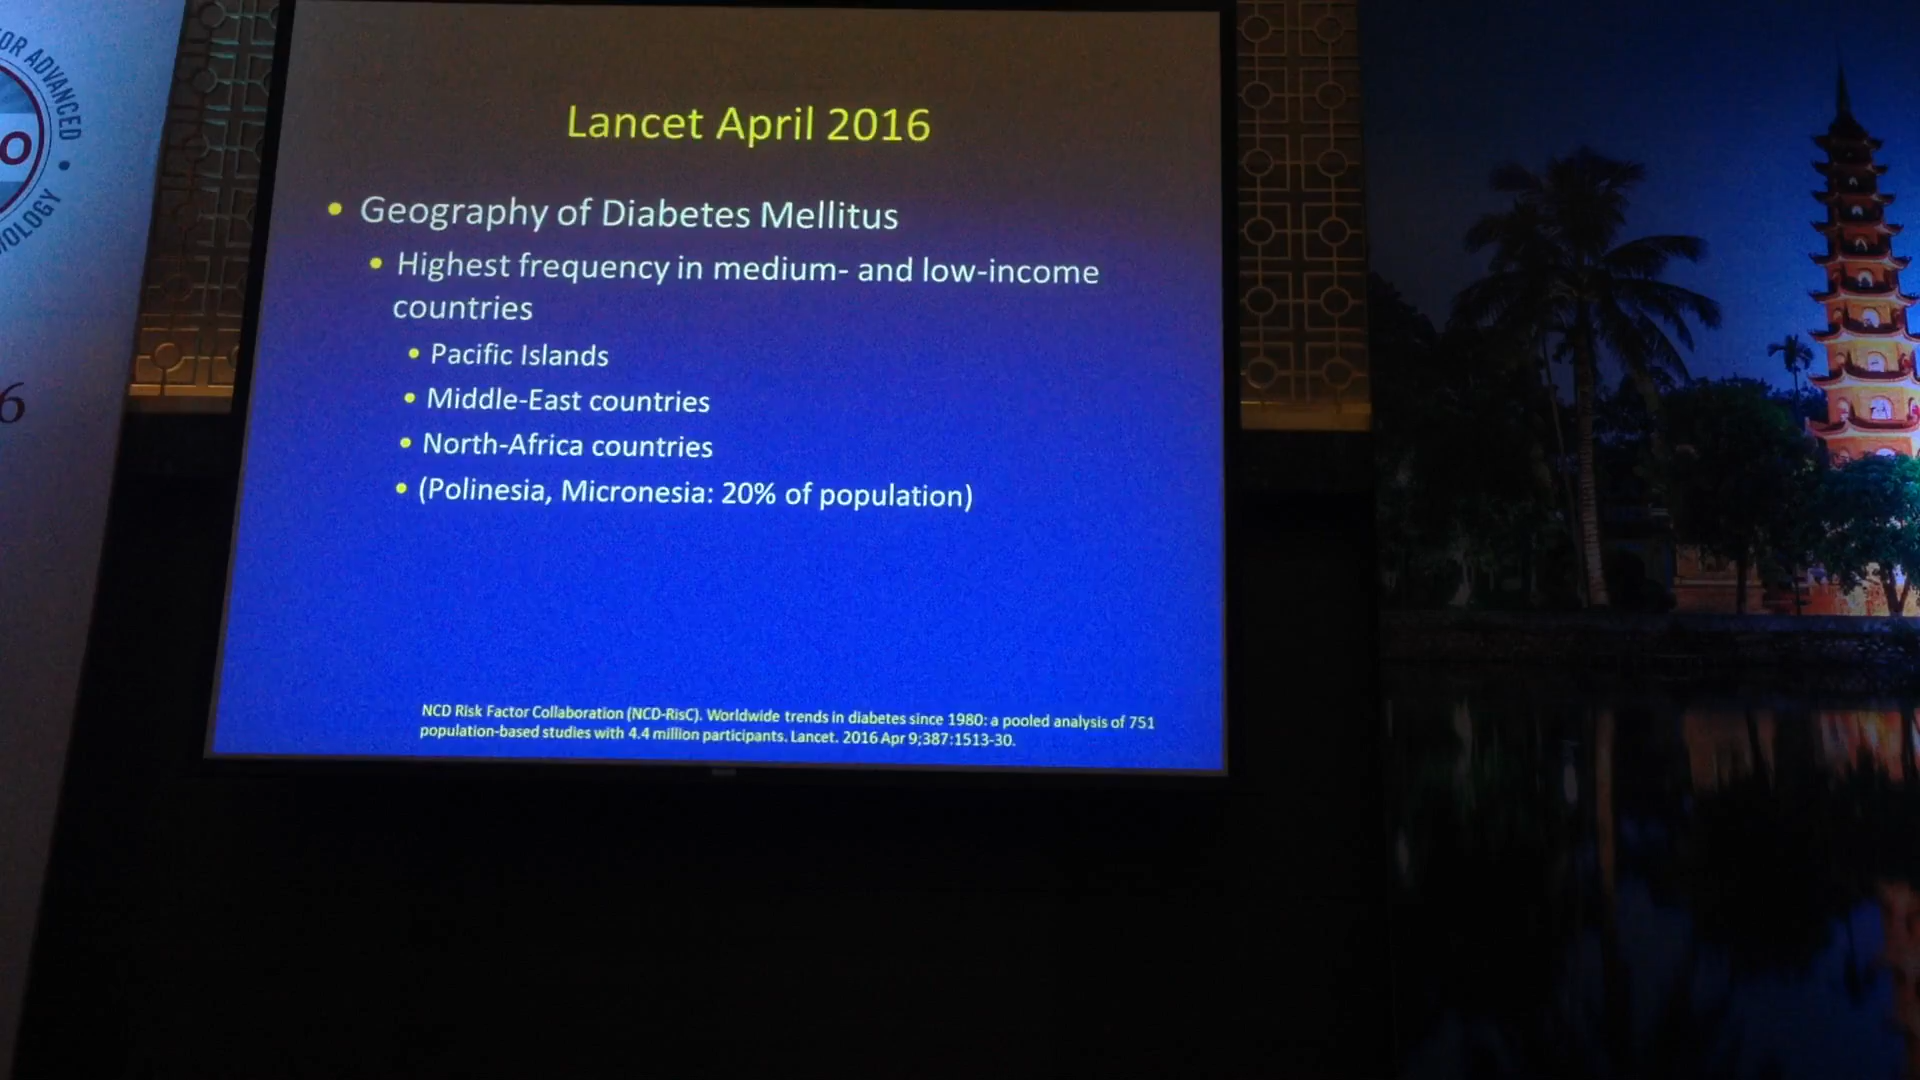 OR ADVANCED
O
IOLOGY
6
Lancet April 2016
• Geography of Diabetes Mellitus
• Highest frequency in medium- and low-income
countries
• Pacific Islands
• Middle-East countries
• North-Africa countries
• (Polinesia, Micronesia: 20% of population)
NCD Risk Factor Collaboration (NCD-RisC). Worldwide trends in diabetes since 1980: a pooled analysis of 751
population-based studies with 4.4 million participants. Lancet. 2016 Apr 9;387:1513-30.